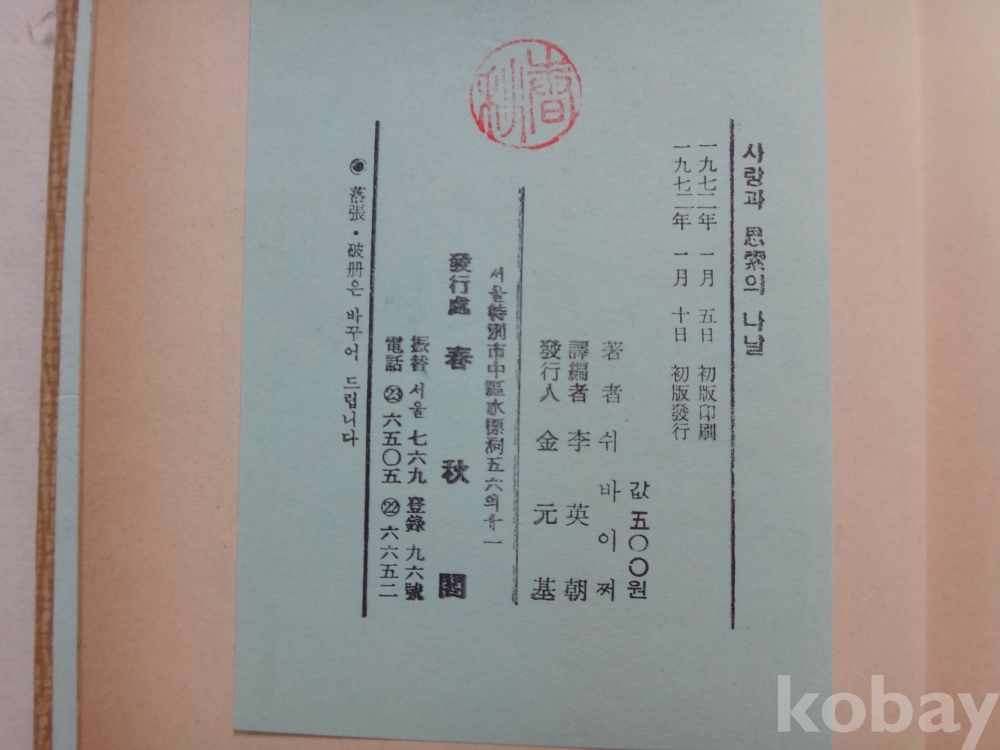 사랑과 思索의 나날
一九七二年 一月 五日 初版印刷
一九七二年 一月 十日 初版發行
값 五〇〇원
著者 쉬바이쩌
譯編者 李英朝
發行人 金元基
서울特別市中區水標洞五六의 一
發行處 春秋閣
振替 서울 七六九 登錄 九六號
電話 ㉓ 六五〇五 ㉒ 六六五二
落張・破册은 바꾸어 드립니다
kobay